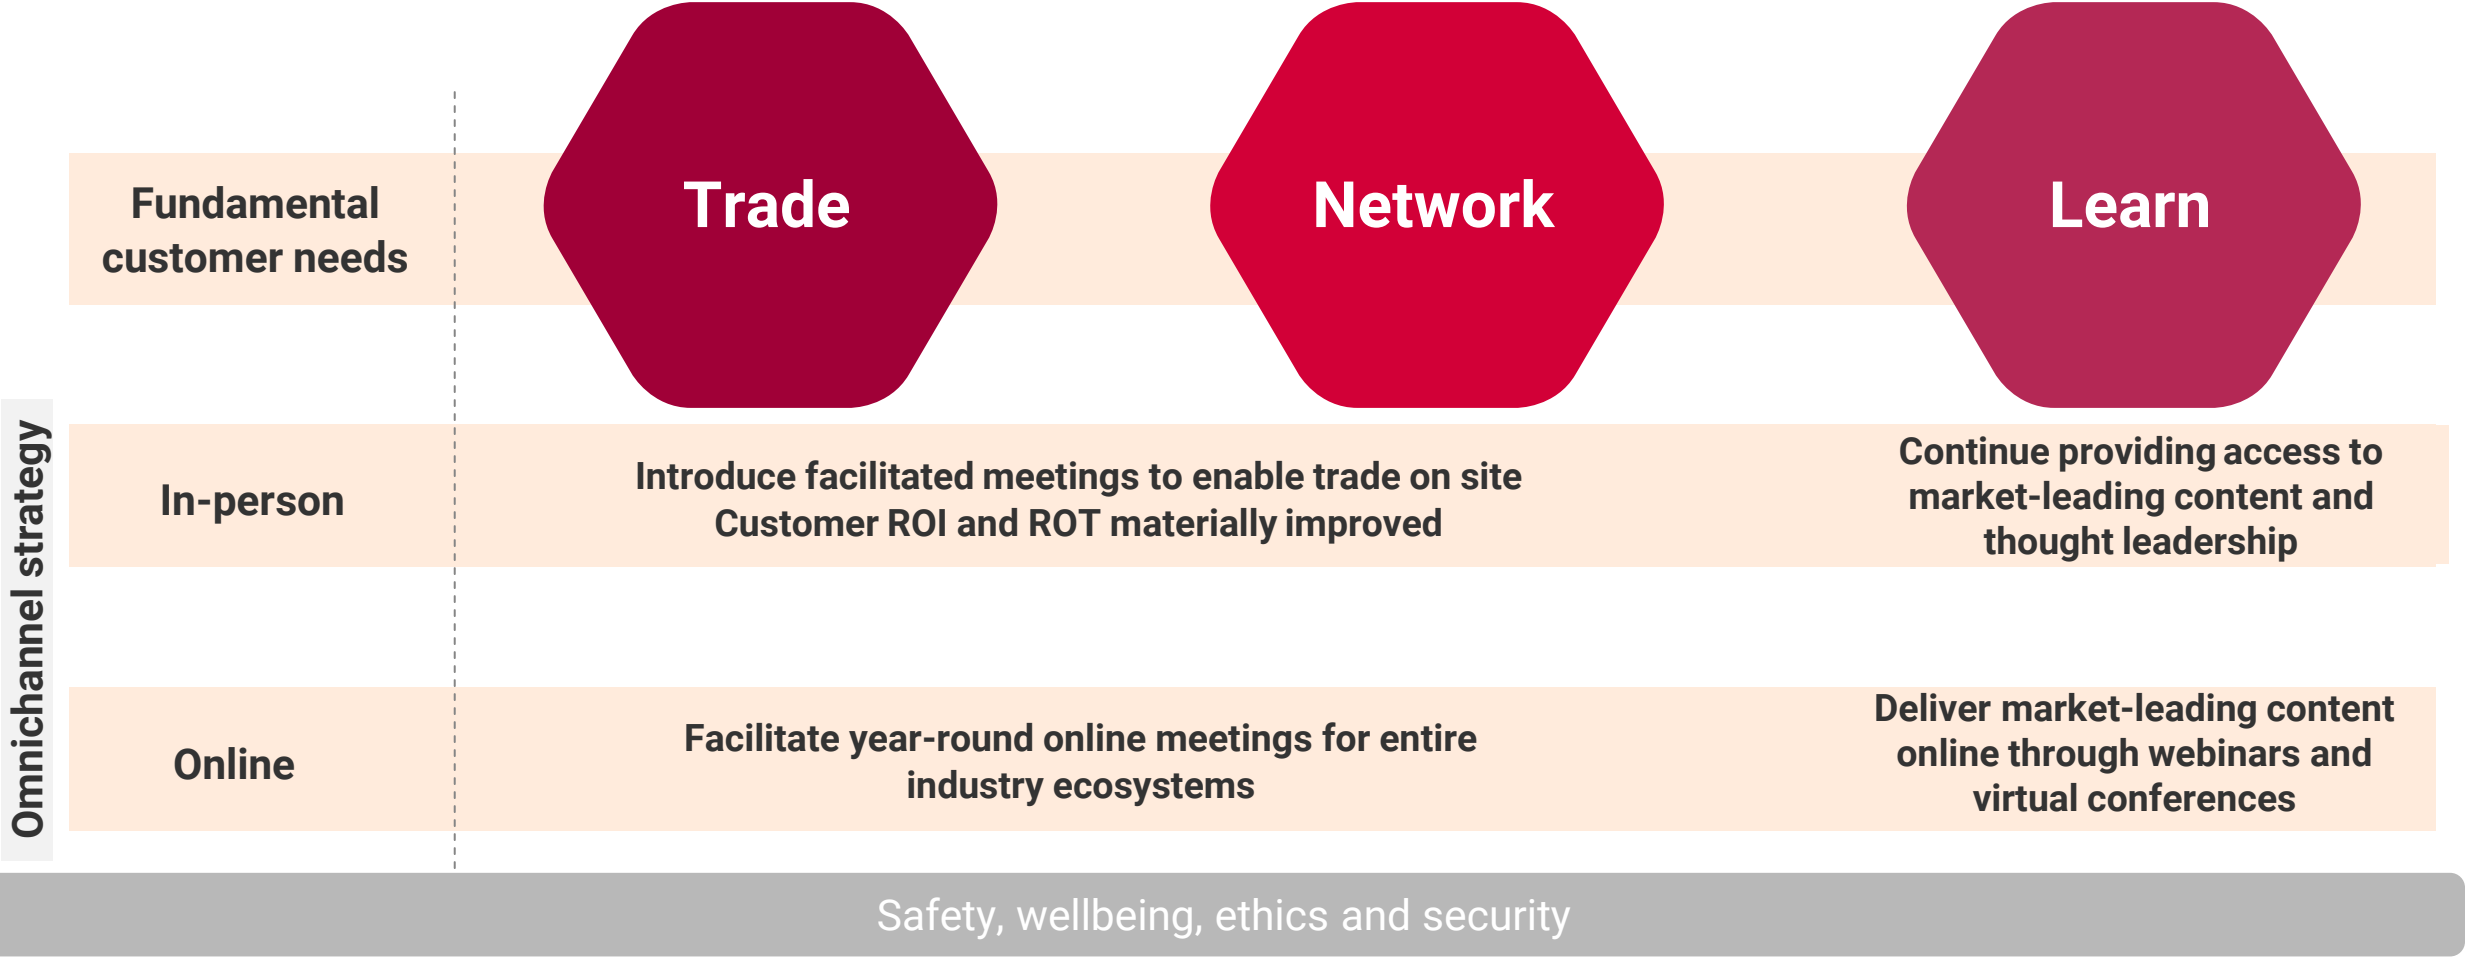 Trade
Network
Learn
Fundamental
customer needs
Omnichannel strategy
In-person
Introduce facilitated meetings to enable trade on site
Customer ROI and ROT materially improved
Continue providing access to
market-leading content and
thought leadership
Online
Facilitate year-round online meetings for entire
industry ecosystems
Deliver market-leading content
online through webinars and
virtual conferences
Safety, wellbeing, ethics and security